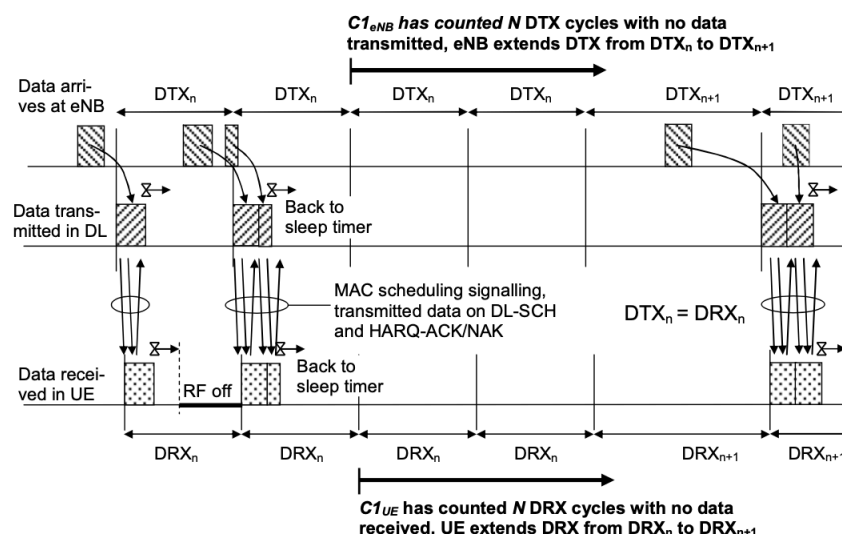 C1eNB has counted N DTX cycles with no data
transmitted, eNB extends DTX from DTXn to DTXn+1
Data arri-
ves at eNB
DTXn
DTXn
DTXn
DTXn
DTXn+1
DTXn+1
Data trans-
mitted in DL
Back to
sleep timer
MAC scheduling signalling,
transmitted data on DL-SCH
and HARQ-ACK/NAK
DTXn = DRXn
Data recei-
ved in UE
RF off
Back to
sleep timer
DRXn
DRXn
DRXn
DRXn
DRXn+1
DRXn+1
C1UE has counted N DRX cycles with no data
received, UE extends DRX from DRXn to DRXn+1